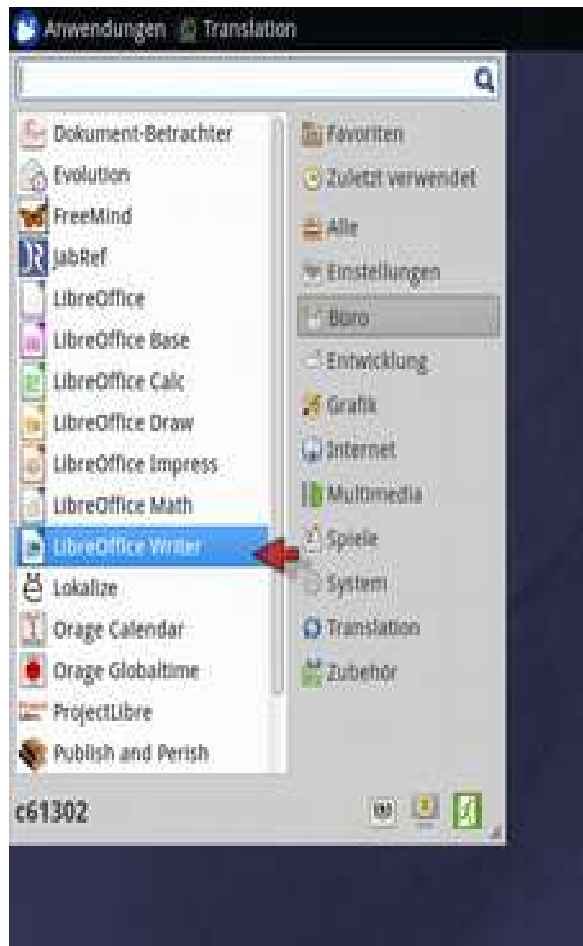 Anwendungen Translation
Dokument-Betrachter
Evolution
FreeMind
JabRef
LibreOffice
LibreOffice Base
LibreOffice Calc
LibreOffice Draw
LibreOffice Impress
LibreOffice Math
LibreOffice Writer
Lokalize
Orage Calendar
Orage Globaltime
ProjectLibre
Publish and Perish
Favoriten
Zuletzt verwendet
Alle
Einstellungen
Büro
Entwicklung
Grafik
Internet
Multimedia
Spiele
System
Translation
Zubehör
c61302